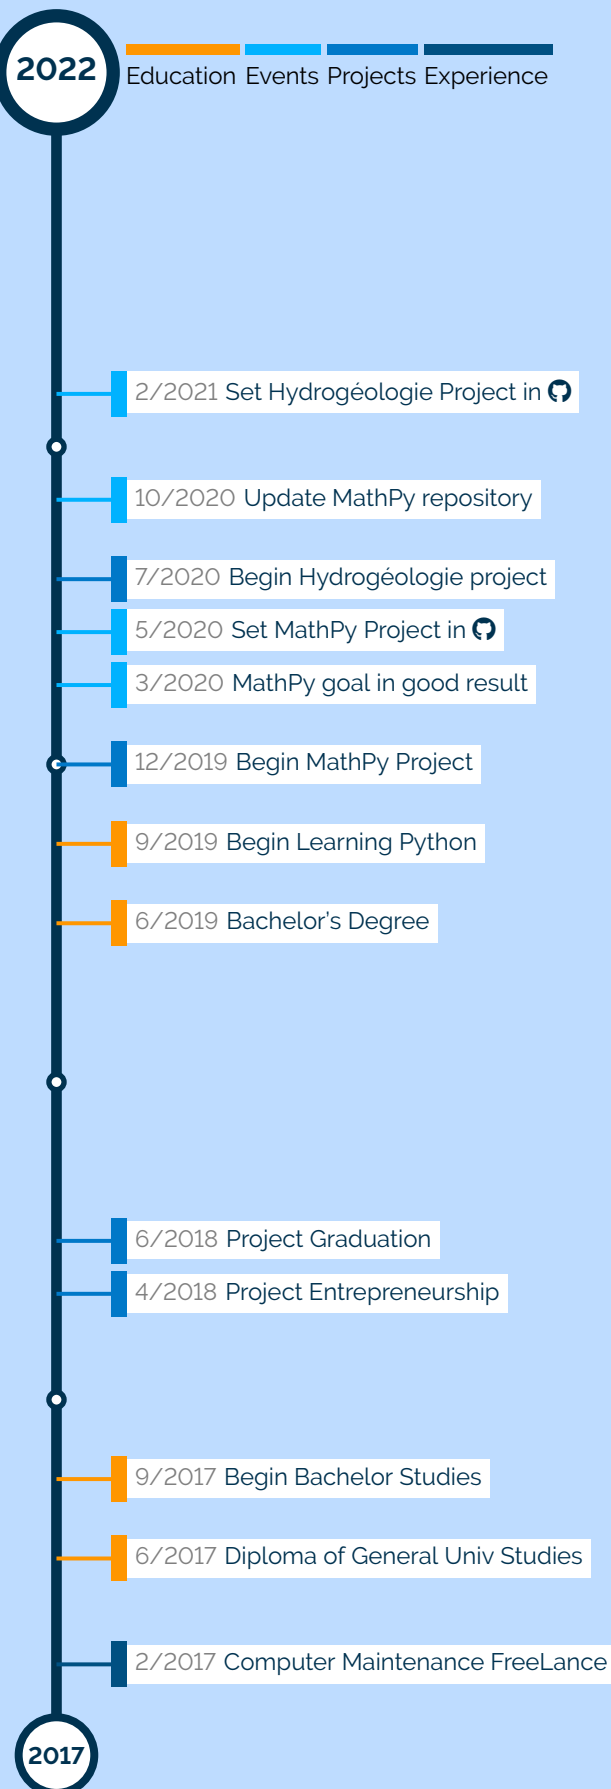 2022
Education Events Projects Experience
2/2021 Set Hydrogéologie Project in
10/2020 Update MathPy repository
7/2020 Begin Hydrogéologie project
5/2020 Set MathPy Project in
3/2020 MathPy goal in good result
12/2019 Begin MathPy Project
9/2019 Begin Learning Python
6/2019 Bachelor’s Degree
6/2018 Project Graduation
4/2018 Project Entrepreneurship
9/2017 Begin Bachelor Studies
6/2017 Diploma of General Univ Studies
2/2017 Computer Maintenance FreeLance
2017